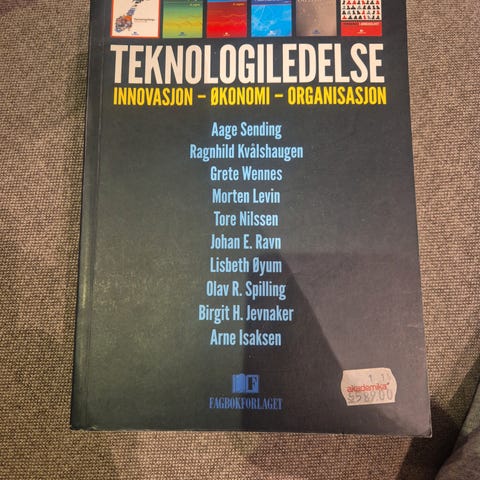 TEKNOLOGILEDELSE
INNOVASJON – ØKONOMI – ORGANISASJON
Aage Sending
Ragnhild Kvålshaugen
Grete Wennes
Morten Levin
Tore Nilssen
Johan E. Ravn
Lisbeth Øyum
Olav R. Spilling
Birgit H. Jevnaker
Arne Isaksen
F
FAGBOKFORLAGET
akademika